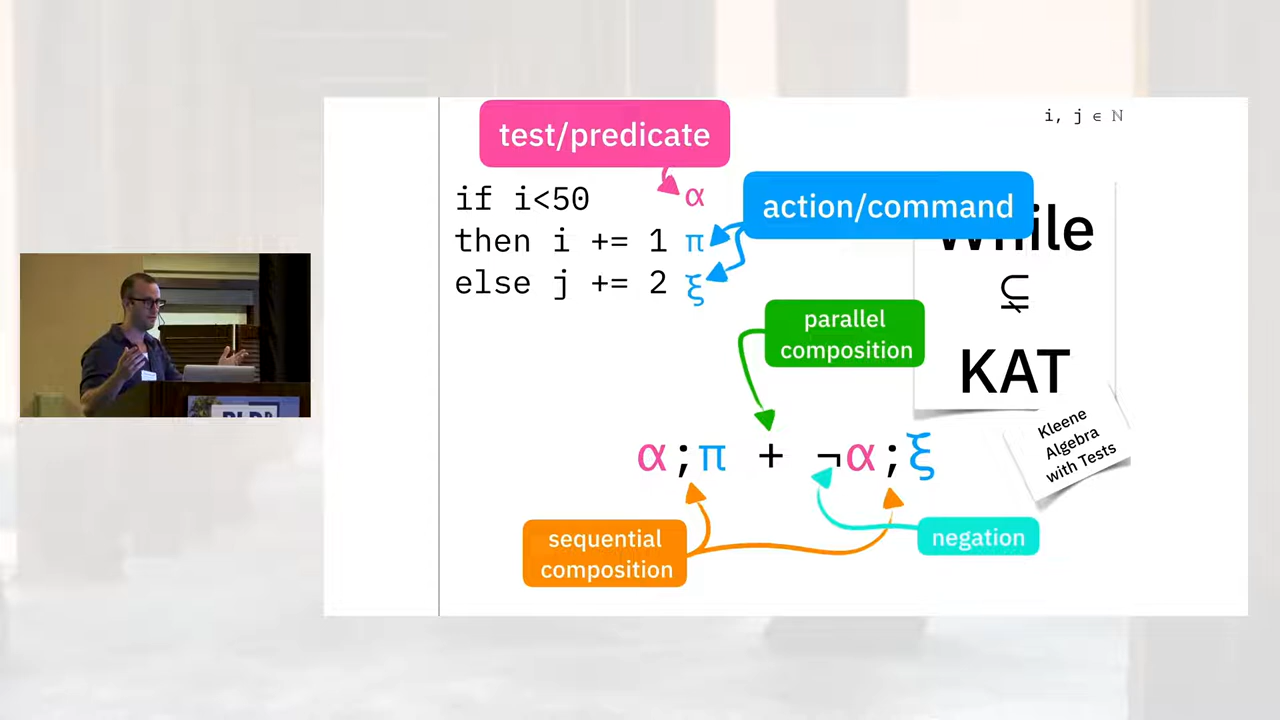 test/predicate
i, j ∈ ℕ
if i<50 α
action/command
then i += 1 π
else j += 2 ξ
While
⊊
parallel
composition
KAT
Kleene
Algebra
with Tests
α;π + ¬α;ξ
sequential
composition
negation